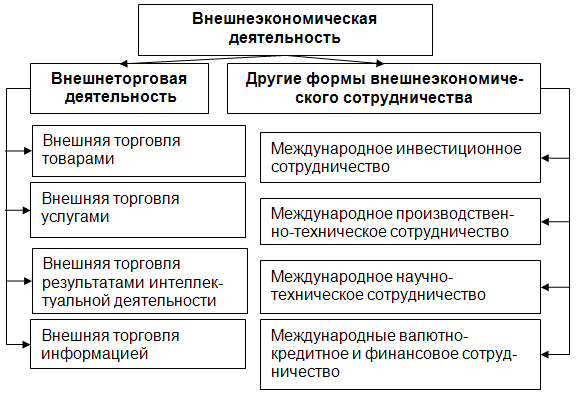 Внешнеэкономическая
деятельность
Внешнеторговая
деятельность
Другие формы внешнеэкономиче-
ского сотрудничества
Внешняя торговля
товарами
Внешняя торговля
услугами
Внешняя торговля
результатами интеллек-
туальной деятельности
Внешняя торговля
информацией
Международное инвестиционное
сотрудничество
Международное производствен-
но-техническое сотрудничество
Международное научно-
техническое сотрудничество
Международные валютно-
кредитное и финансовое сотруд-
ничество